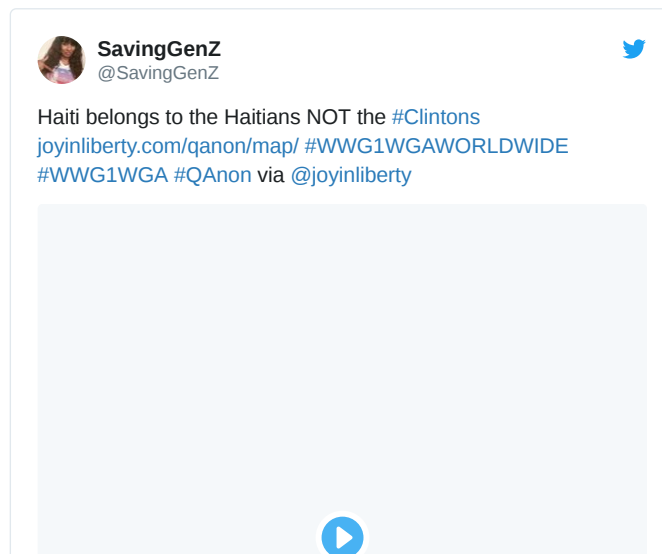 SavingGenZ
@SavingGenZ
Haiti belongs to the Haitians NOT the #Clintons
joyinliberty.com/qanon/map/ #WWG1WGAWORLDWIDE
#WWG1WGA #QAnon via @joyinliberty